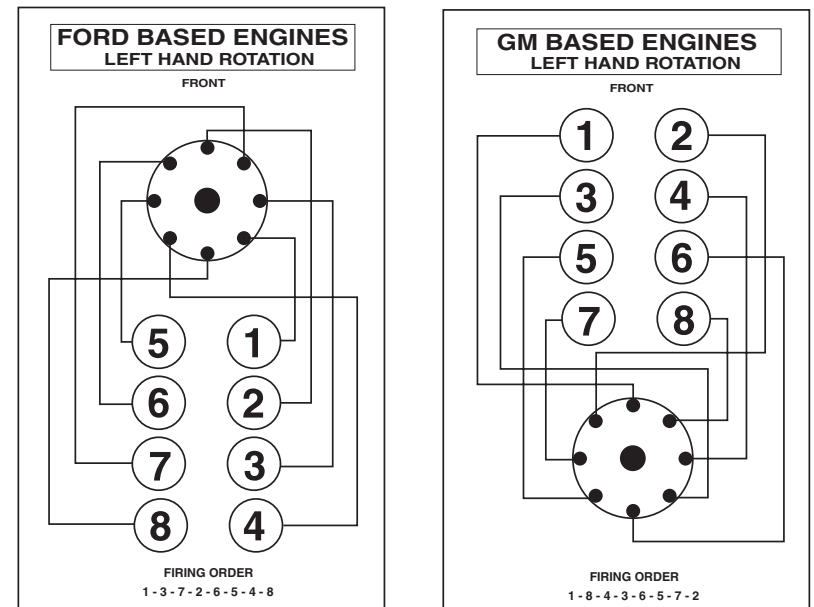 FORD BASED ENGINES
LEFT HAND ROTATION
FRONT
5 1
6 2
7 3
8 4
FIRING ORDER
1 - 3 - 7 - 2 - 6 - 5 - 4 - 8
GM BASED ENGINES
LEFT HAND ROTATION
FRONT
1 2
3 4
5 6
7 8
FIRING ORDER
1 - 8 - 4 - 3 - 6 - 5 - 7 - 2